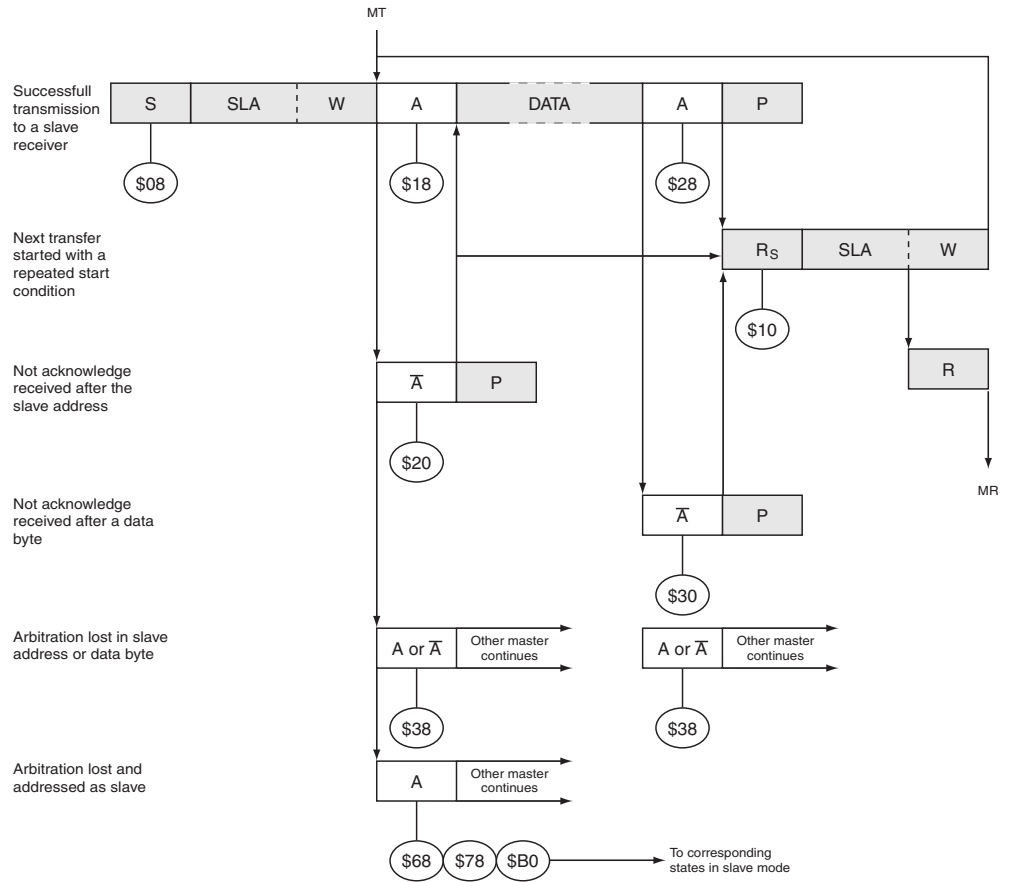 MT
Successfull
transmission
to a slave
receiver
S SLA W A DATA A P
$08 $18 $28
Next transfer
started with a
repeated start
condition
RS SLA W
$10
Not acknowledge
received after the
slave address
A̅ P
R
$20
MR
Not acknowledge
received after a data
byte
A̅ P
$30
Arbitration lost in slave
address or data byte
A or A̅ Other master
continues
A or A̅ Other master
continues
$38 $38
Arbitration lost and
addressed as slave
A Other master
continues
$68 $78 $B0 To corresponding
states in slave mode